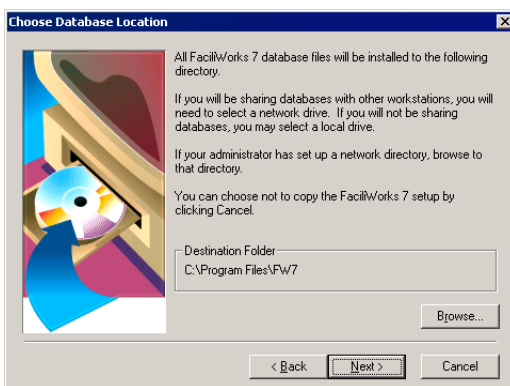 Choose Database Location
All FaciliWorks 7 database files will be installed to the following
directory.
If you will be sharing databases with other workstations, you will
need to select a network drive. If you will not be sharing
databases, you may select a local drive.
If your administrator has set up a network directory, browse to
that directory.
You can choose not to copy the FaciliWorks 7 setup by
clicking Cancel.
Destination Folder
C:\Program Files\FW7
Browse...
< Back
Next >
Cancel